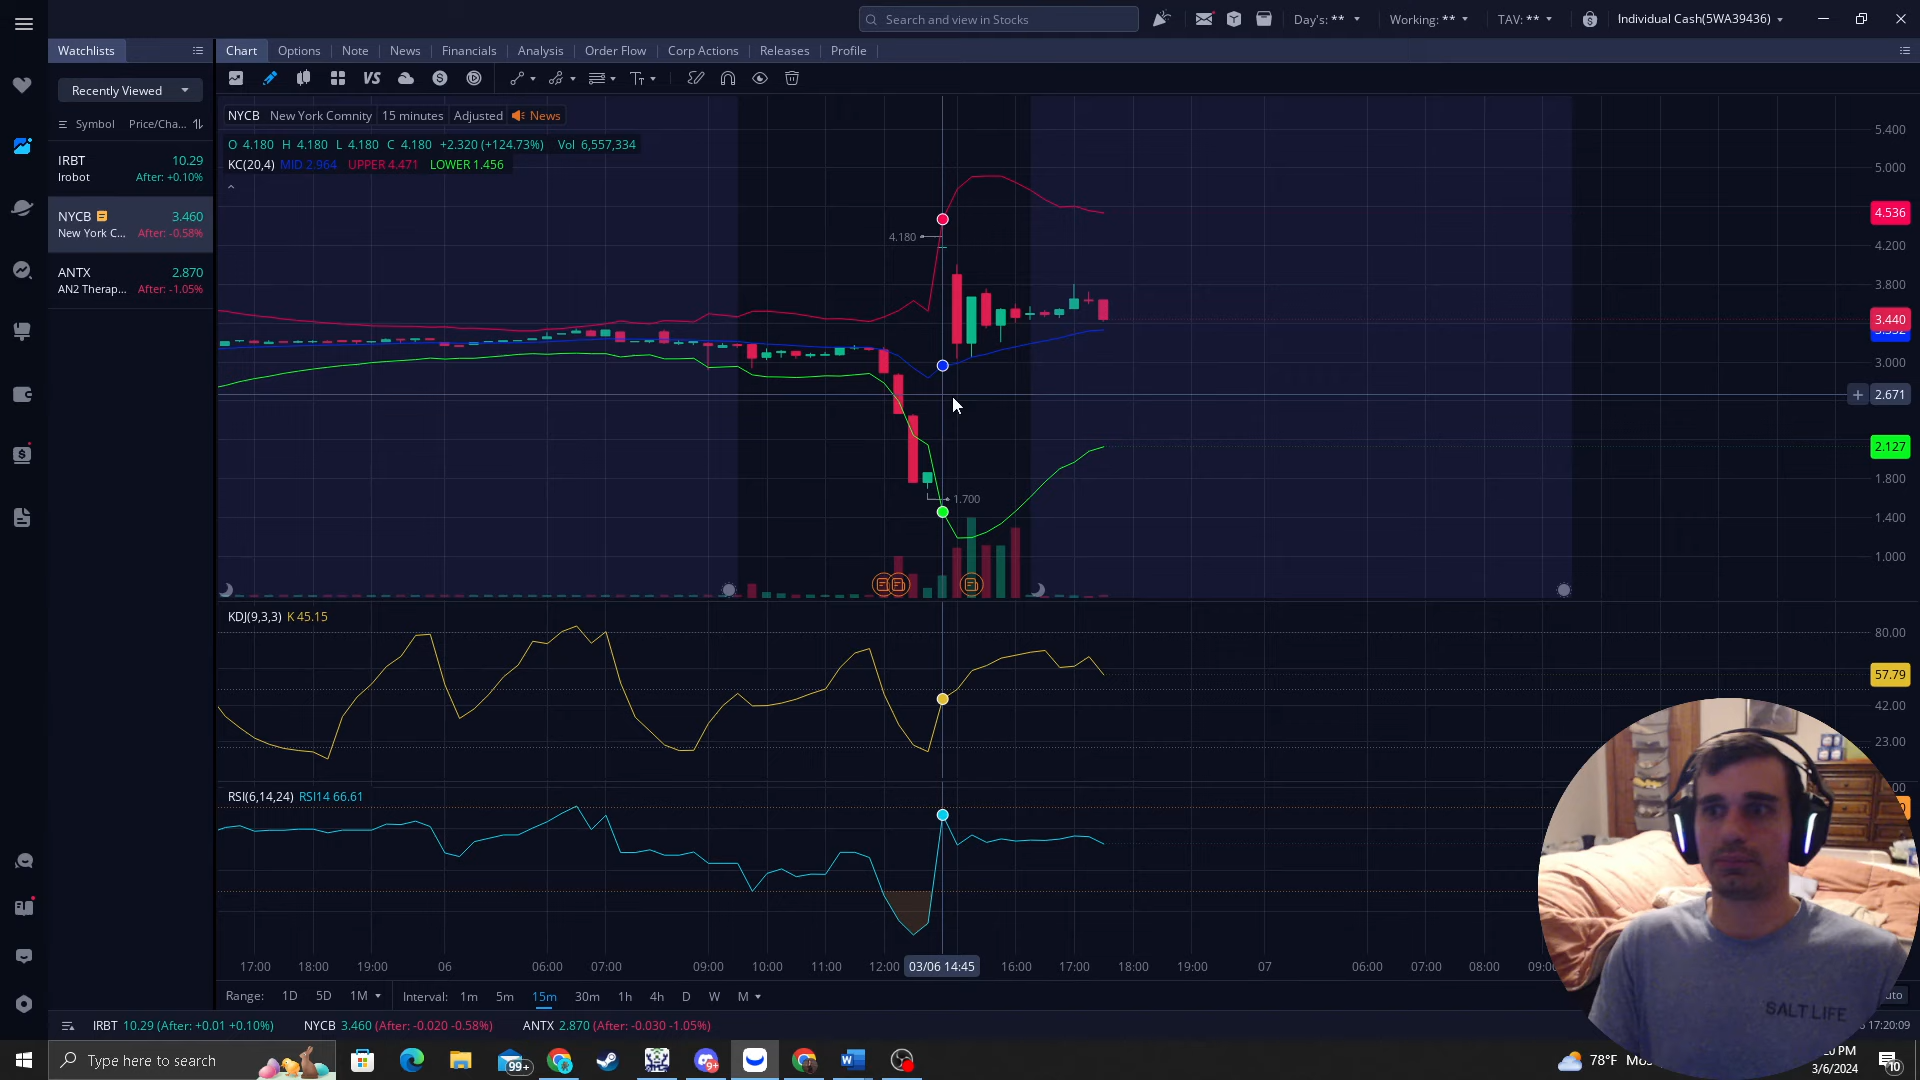 Search and view in Stocks
Day's: **
Working: **
TAV: **
Individual Cash(5WA39436)
Watchlists
Chart Options Note News Financials Analysis Order Flow Corp Actions Releases Profile
Recently Viewed
VS
Symbol Price/Cha...
NYCB New York Comnity 15 minutes Adjusted News
O 4.180 H 4.180 L 4.180 C 4.180 +2.320 (+124.73%) Vol 6,557,334
KC(20,4) MID 2.964 UPPER 4.471 LOWER 1.456
IRBT 10.29
Irobot After: +0.10%
NYCB 3.460
New York C... After: -0.58%
ANTX 2.870
AN2 Therap... After: -1.05%
5.400
5.000
4.536
4.200
3.800
3.440
3.000
2.671
2.127
1.800
1.400
1.000
4.180
1.700
KDJ(9,3,3) K 45.15
80.00
57.79
42.00
23.00
RSI(6,14,24) RSI14 66.61
17:00 18:00 19:00 06 06:00 07:00 09:00 10:00 11:00 12:00 03/06 14:45 16:00 17:00 18:00 19:00 07 06:00 07:00 08:00
Range: 1D 5D 1M Interval: 1m 5m 15m 30m 1h 4h D W M
IRBT 10.29 (After: +0.01 +0.10%) NYCB 3.460 (After: -0.020 -0.58%) ANTX 2.870 (After: -0.030 -1.05%)
17:20:09
SALT LIFE
Type here to search
99+
9+
78°F
PM
3/6/2024
10